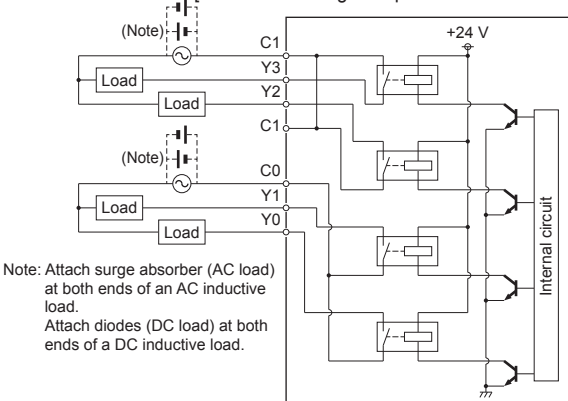 +24 V
(Note)
C1
Y3
Load
Y2
Load
C1
(Note)
C0
Y1
Load
Y0
Load
Internal circuit
Note: Attach surge absorber (AC load)
at both ends of an AC inductive
load.
Attach diodes (DC load) at both
ends of a DC inductive load.